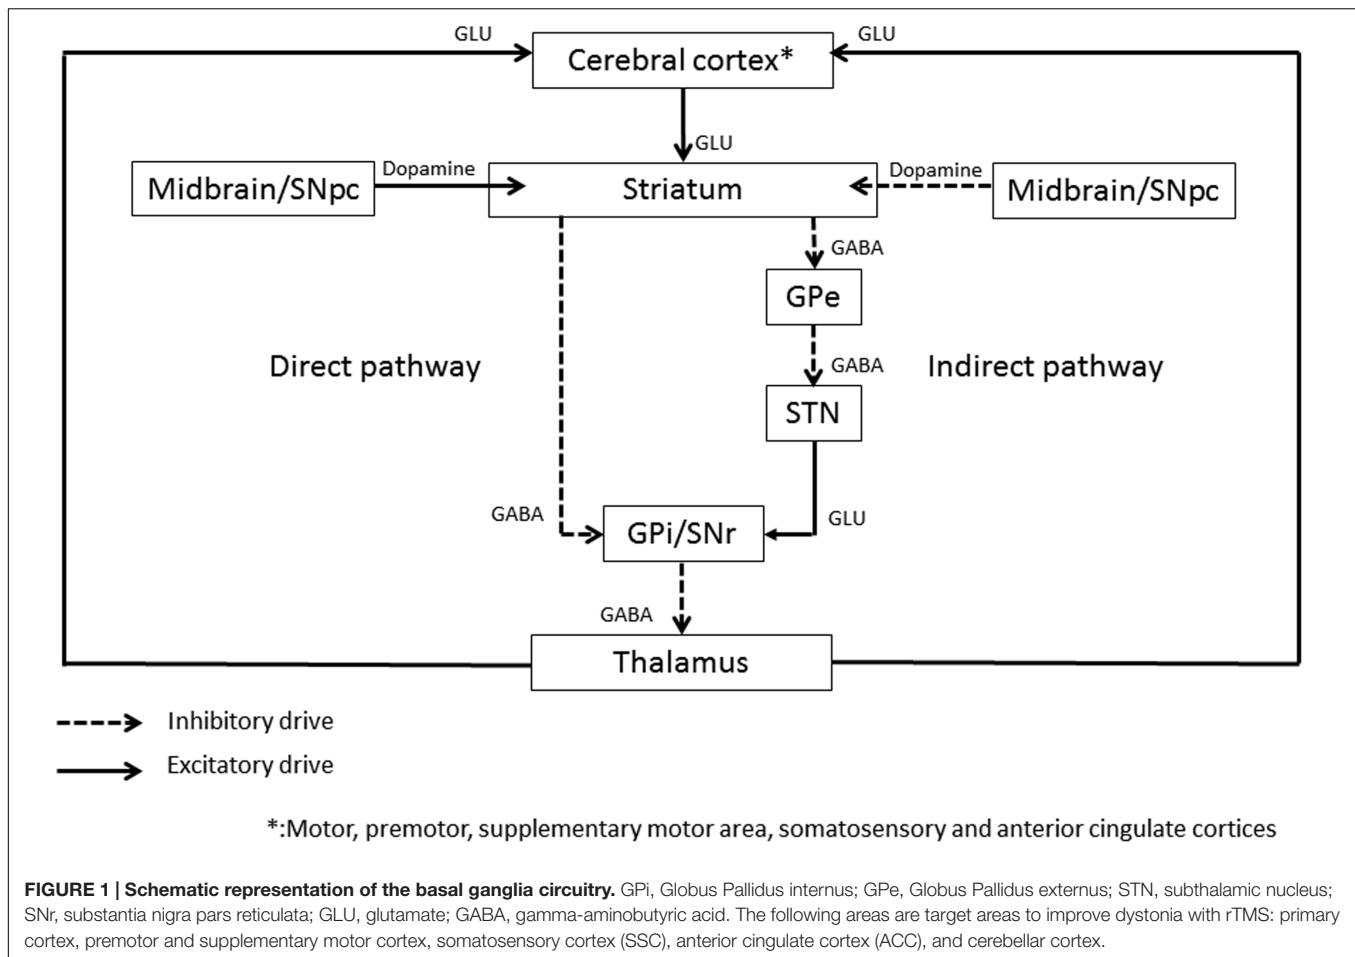 GLU
GLU
Cerebral cortex*
GLU
Dopamine
Dopamine
Midbrain/SNpc
Striatum
Midbrain/SNpc
GABA
GPe
Direct pathway
GABA
Indirect pathway
STN
GABA
GPi/SNr
GLU
GABA
Thalamus
Inhibitory drive
Excitatory drive
*:Motor, premotor, supplementary motor area, somatosensory and anterior cingulate cortices
FIGURE 1 | Schematic representation of the basal ganglia circuitry. GPi, Globus Pallidus internus; GPe, Globus Pallidus externus; STN, subthalamic nucleus;
SNr, substantia nigra pars reticulata; GLU, glutamate; GABA, gamma-aminobutyric acid. The following areas are target areas to improve dystonia with rTMS: primary
cortex, premotor and supplementary motor cortex, somatosensory cortex (SSC), anterior cingulate cortex (ACC), and cerebellar cortex.